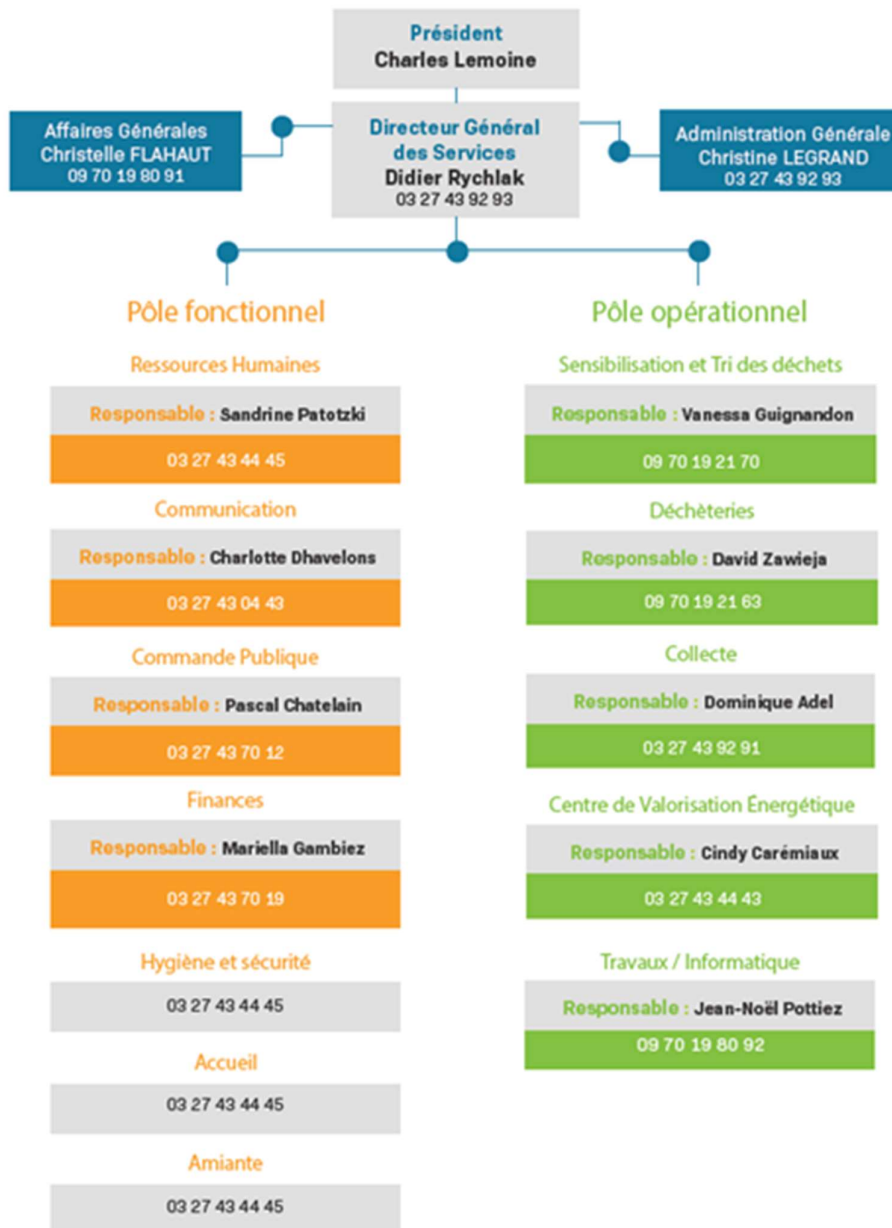 Président
Charles Lemoine
Affaires Générales
Christelle FLAHAUT
09 70 19 80 91
Directeur Général
des Services
Didier Rychlak
03 27 43 92 93
Administration Générale
Christine LEGRAND
03 27 43 92 93
Pôle fonctionnel
Ressources Humaines
Responsable : Sandrine Patotzki
03 27 43 44 45
Communication
Responsable : Charlotte Dhavelons
03 27 43 04 43
Commande Publique
Responsable : Pascal Chatelain
03 27 43 70 12
Finances
Responsable : Mariella Gambiez
03 27 43 70 19
Hygiène et sécurité
03 27 43 44 45
Accueil
03 27 43 44 45
Amiante
03 27 43 44 45
Pôle opérationnel
Sensibilisation et Tri des déchets
Responsable : Vanessa Guignandon
09 70 19 21 70
Déchèteries
Responsable : David Zawieja
09 70 19 21 63
Collecte
Responsable : Dominique Adel
03 27 43 92 91
Centre de Valorisation Énergétique
Responsable : Cindy Carémiaux
03 27 43 44 43
Travaux / Informatique
Responsable : Jean-Noël Pottiez
09 70 19 80 92